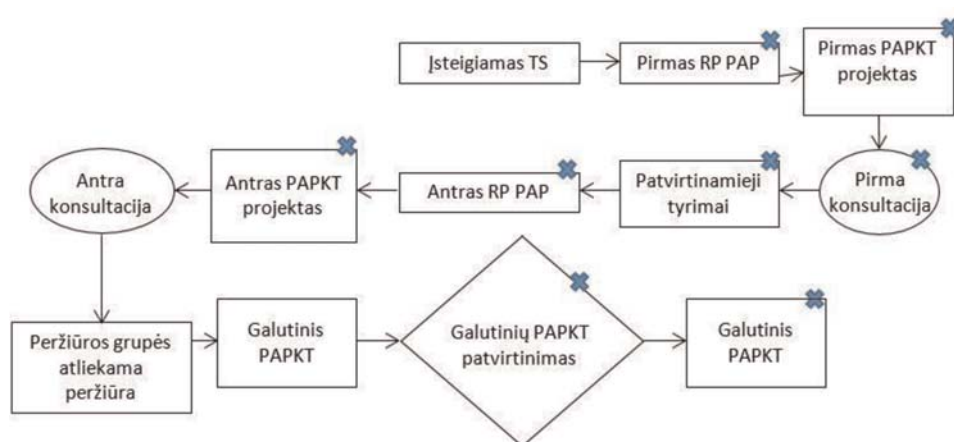 Įsteigiamas TS
Pirmas RP PAP
Pirmas PAPKT
projektas
Pirma
konsultacija
Patvirtinamieji
tyrimai
Antras RP PAP
Antras PAPKT
projektas
Antra
konsultacija
Peržiūros grupės
atliekama
peržiūra
Galutinis
PAPKT
Galutinių PAPKT
patvirtinimas
Galutinis
PAPKT